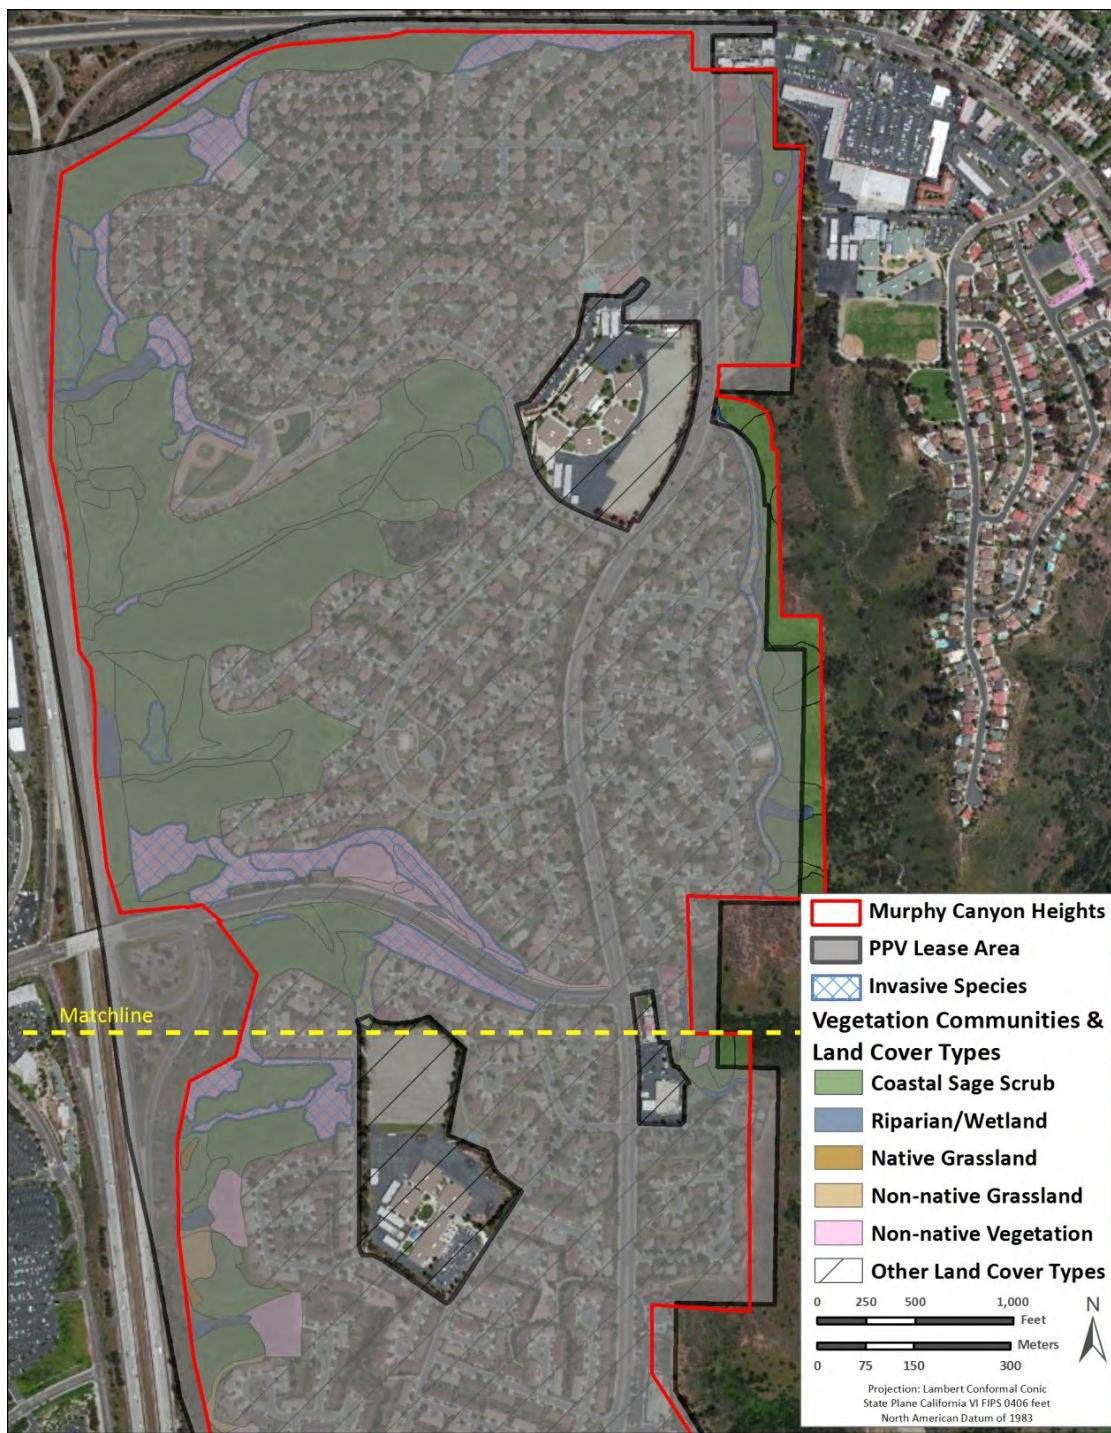 Matchline
Murphy Canyon Heights
PPV Lease Area
Invasive Species
Vegetation Communities &
Land Cover Types
Coastal Sage Scrub
Riparian/Wetland
Native Grassland
Non-native Grassland
Non-native Vegetation
Other Land Cover Types
0 250 500 1,000
Feet
Meters
0 75 150 300
N
Projection: Lambert Conformal Conic
State Plane California VI FIPS 0406 feet
North American Datum of 1983